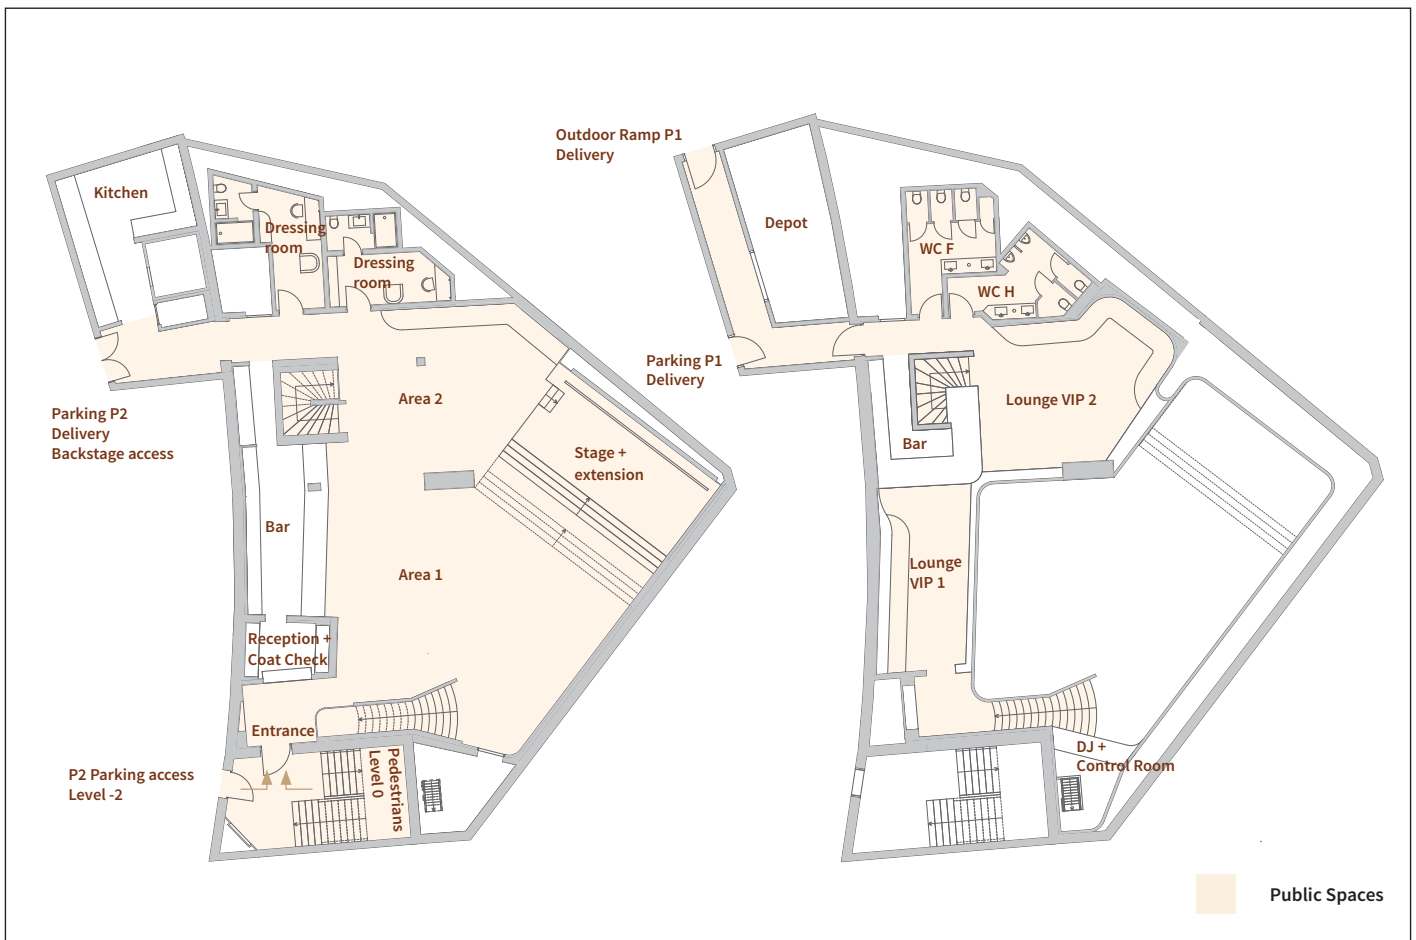 Kitchen
Dressing
room
Dressing
room
Parking P2
Delivery
Backstage access
Area 2
Stage +
extension
Bar
Area 1
Reception +
Coat Check
Entrance
P2 Parking access
Level -2
Pedestrians
Level 0
Outdoor Ramp P1
Delivery
Depot
WC F
WC H
Parking P1
Delivery
Lounge VIP 2
Bar
Lounge
VIP 1
DJ +
Control Room
Public Spaces